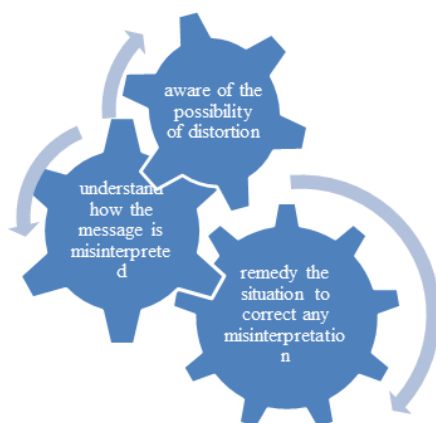 aware of the
possibility
of distortion
understand
how the
message is
misinterprete
d
remedy the
situation to
correct any
misinterpretatio
n